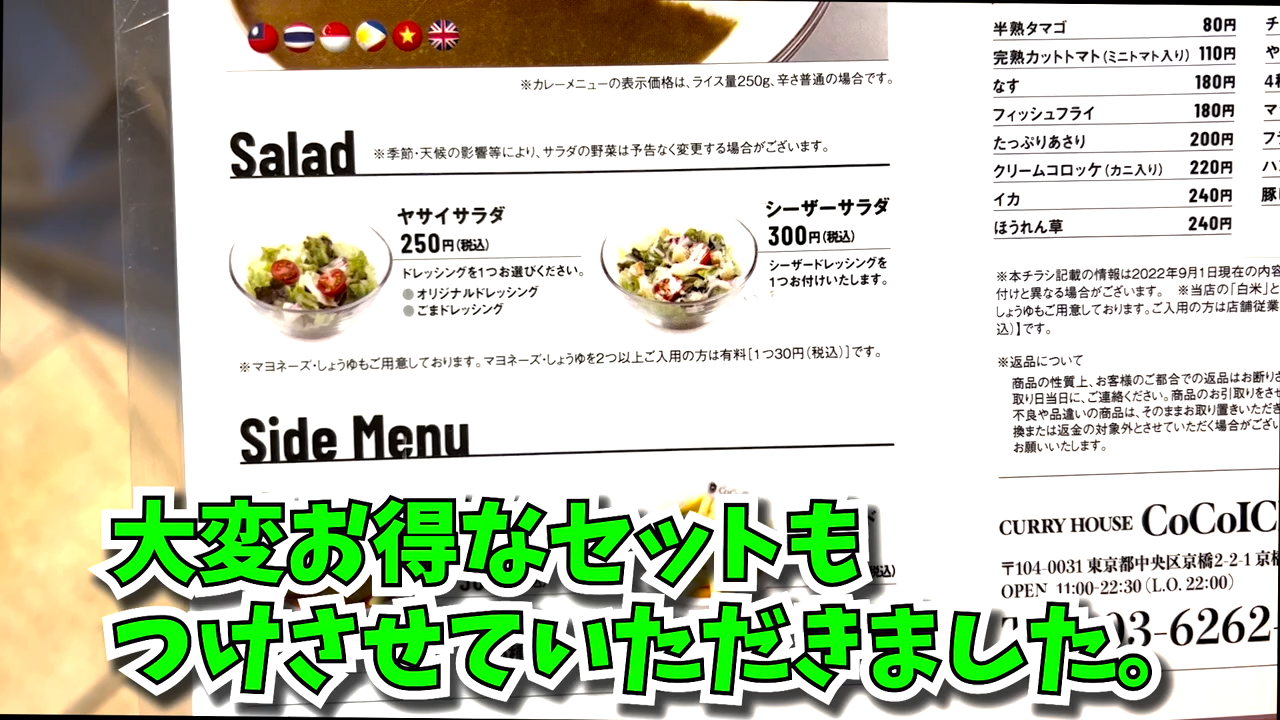 ※カレーメニューの表示価格は、ライス量250g、辛さ普通の場合です。
Salad
※季節・天候の影響等により、サラダの野菜は予告なく変更する場合がございます。
ヤサイサラダ
250円(税込)
ドレッシングを1つお選びください。
●オリジナルドレッシング
●ごまドレッシング
シーザーサラダ
300円(税込)
シーザードレッシングを
1つお付けいたします。
※マヨネーズ・しょうゆもご用意しております。マヨネーズ・しょうゆを2つ以上ご入用の方は有料[1つ30円(税込)]です。
Side Menu
半熟タマゴ 80円
完熟カットトマト(ミニトマト入り) 110円
なす 180円
フィッシュフライ 180円
たっぷりあさり 200円
クリームコロッケ(カニ入り) 220円
イカ 240円
ほうれん草 240円
※本チラシ記載の情報は2022年9月1日現在の内容
付けと異なる場合がございます。 ※当店の「白米」と
しょうゆもご用意しております。ご入用の方は店舗従業
込)】です。
※返品について
商品の性質上、お客様のご都合での返品はお断りさ
取り日当日に、ご連絡ください。商品のお引取りをさせ
不良や品違いの商品は、そのままお取り置きいただき
換または返金の対象外とさせていただく場合がござい
お願いいたします。
CURRY HOUSE CoCoIC
〒104-0031 東京都中央区京橋2-2-1 京橋
OPEN 11:00-22:30(L.O. 22:00)
03-6262-
大変お得なセットも
つけさせていただきました。